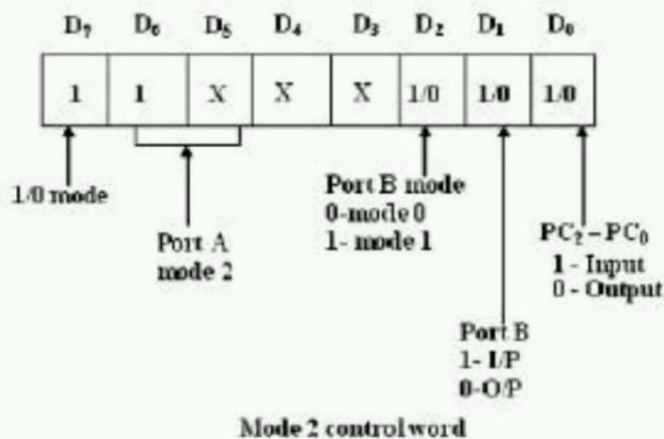 D7 D6 D5 D4 D3 D2 D1 D0
1 1 X X X 1/0 1/0 1/0
1/0 mode
Port A
mode 2
Port B mode
0-mode 0
1- mode 1
PC2-PC0
1 - Input
0 - Output
Port B
1- I/P
0-O/P
Mode 2 control word